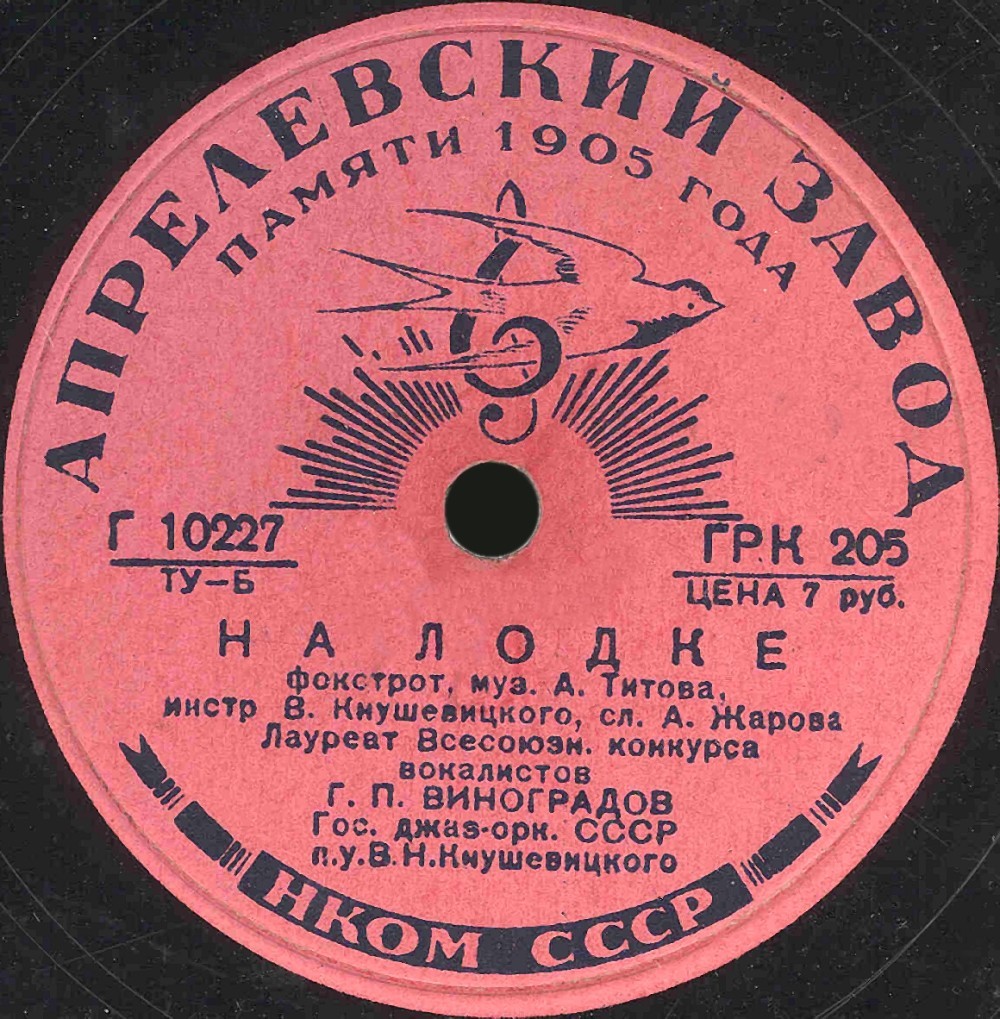 АПРЕЛЕВСКИЙ ЗАВОД
ПАМЯТИ 1905 ГОДА
Г 10227
ТУ-Б
ГРК 205
ЦЕНА 7 руб.
НА ЛОДКЕ
фокстрот, муз. А. Титова,
инстр В. Кнушевицкого, сл. А. Жарова
Лауреат Всесоюзн. конкурса
вокалистов
Г. П. ВИНОГРАДОВ
Гос. джаз-орк. СССР
п.у. В. Н. Кнушевицкого
НКОМ СССР